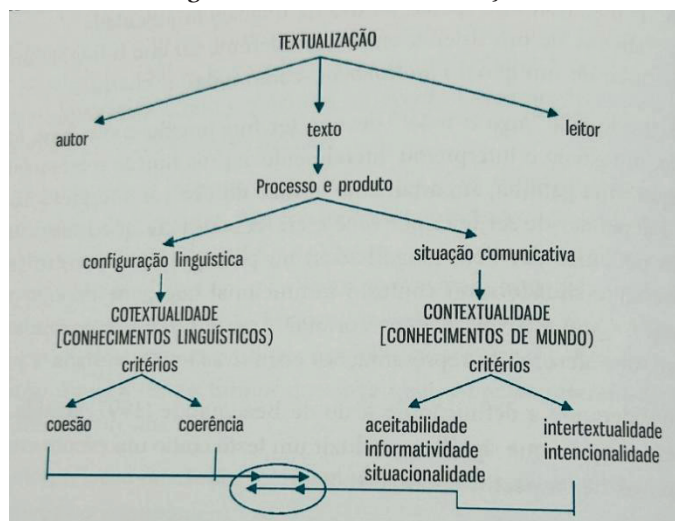 TEXTUALIZAÇÃO
autor
texto
leitor
Processo e produto
configuração linguística
situação comunicativa
COTEXTUALIDADE
[CONHECIMENTOS LINGUÍSTICOS)
critérios
CONTEXTUALIDADE
[CONHECIMENTOS DE MUNDO)
critérios
coesão
coerência
aceitabilidade
informatividade
situacionalidade
intertextualidade
intencionalidade